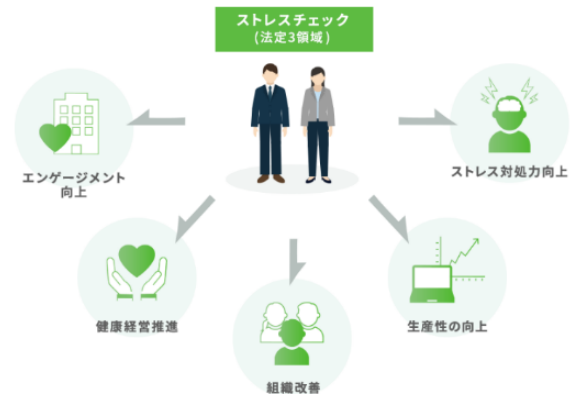 ストレスチェック
(法定3領域)
エンゲージメント
向上
ストレス対処力向上
健康経営推進
生産性の向上
組織改善